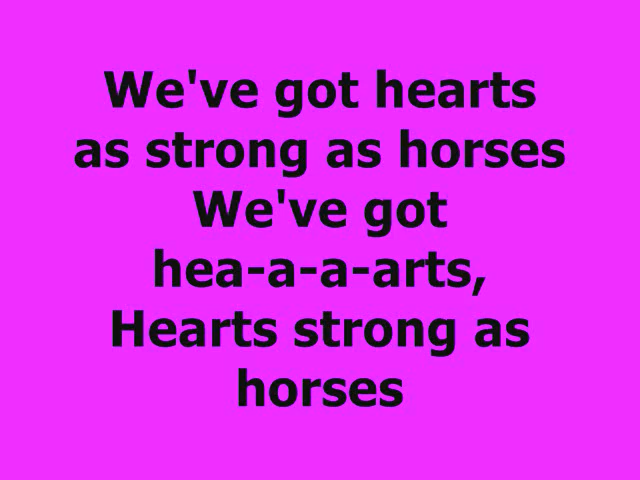 We've got hearts
as strong as horses
We've got
hea-a-a-arts,
Hearts strong as
horses